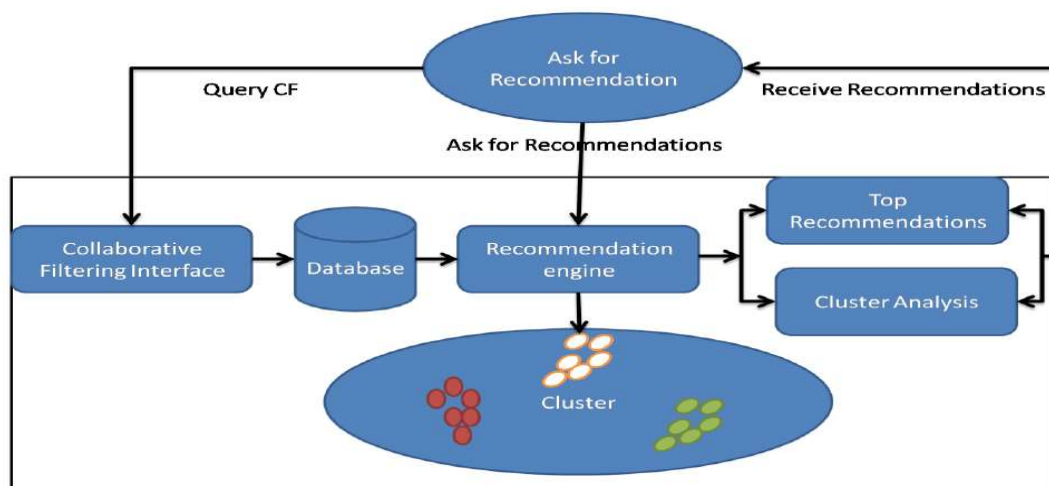 Ask for
Recommendation
Query CF
Receive Recommendations
Ask for Recommendations
Top
Recommendations
Collaborative
Filtering Interface
Database
Recommendation
engine
Cluster Analysis
Cluster